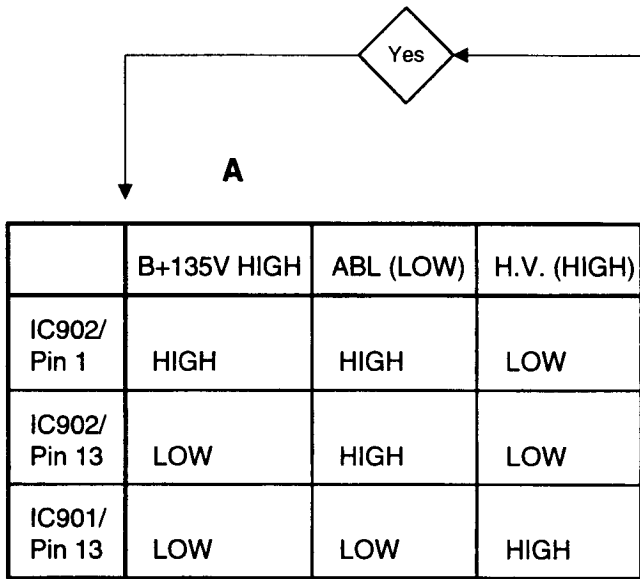 Yes
A
B+135V HIGH ABL (LOW) H.V. (HIGH)
IC902/
Pin 1 HIGH HIGH LOW
IC902/
Pin 13 LOW HIGH LOW
IC901/
Pin 13 LOW LOW HIGH